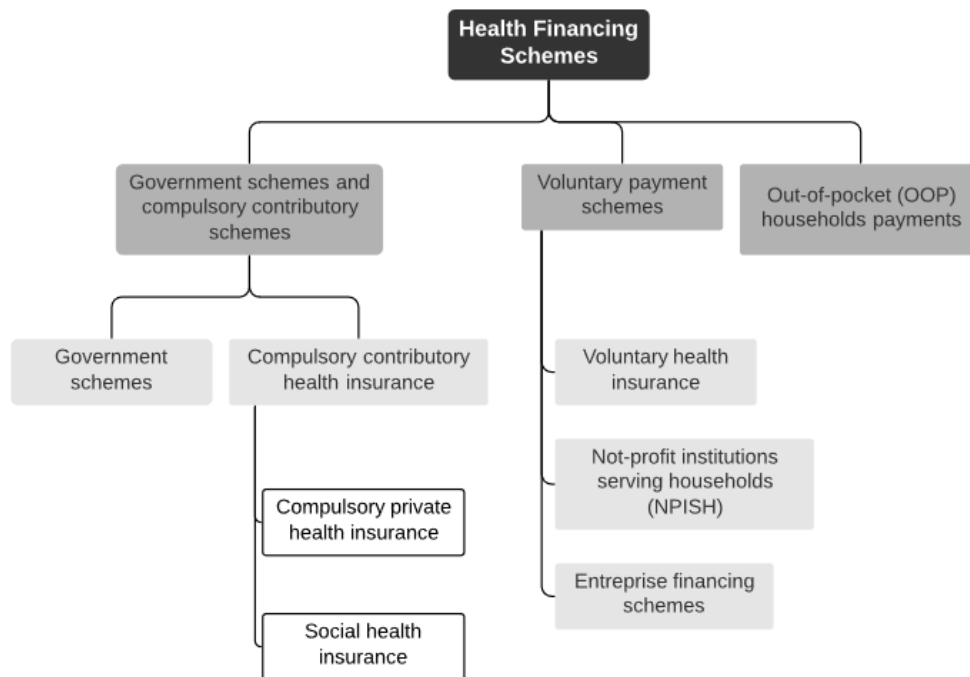 Health Financing
Schemes
Government schemes and
compulsory contributory
schemes
Voluntary payment
schemes
Out-of-pocket (OOP)
households payments
Government
schemes
Compulsory contributory
health insurance
Compulsory private
health insurance
Social health
insurance
Voluntary health
insurance
Not-profit institutions
serving households
(NPISH)
Entreprise financing
schemes